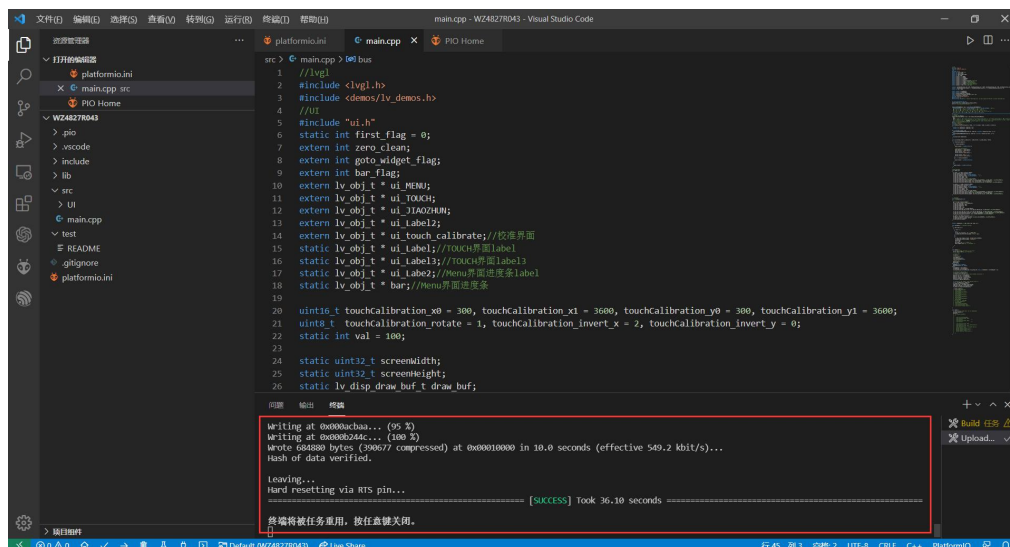 文件(F) 编辑(E) 选择(S) 查看(V) 转到(G) 运行(R) 终端(T) 帮助(H) main.cpp - WZ4827R043 - Visual Studio Code
资源管理器 ···
打开的编辑器
platformio.ini
main.cpp src
PIO Home
WZ4827R043
.pio
.vscode
include
lib
src
UI
main.cpp
test
README
.gitignore
platformio.ini
项目组件
platformio.ini main.cpp PIO Home
src > main.cpp > bus
1 //lvgl
2 #include <lvgl.h>
3 #include <demos/lv_demos.h>
4 //UI
5 #include "ui.h"
6 static int first_flag = 0;
7 extern int zero_clean;
8 extern int goto_widget_flag;
9 extern int bar_flag;
10 extern lv_obj_t * ui_MENU;
11 extern lv_obj_t * ui_TOUCH;
12 extern lv_obj_t * ui_JIAOZHUN;
13 extern lv_obj_t * ui_Label2;
14 extern lv_obj_t * ui_touch_calibrate;//校准界面
15 static lv_obj_t * ui_Label;//TOUCH界面label
16 static lv_obj_t * ui_Label3;//TOUCH界面label3
17 static lv_obj_t * ui_Labe2;//Menu界面进度条label
18 static lv_obj_t * bar;//Menu界面进度条
19
20 uint16_t touchCalibration_x0 = 300, touchCalibration_x1 = 3600, touchCalibration_y0 = 300, touchCalibration_y1 = 3600;
21 uint8_t touchCalibration_rotate = 1, touchCalibration_invert_x = 2, touchCalibration_invert_y = 0;
22 static int val = 100;
23
24 static uint32_t screenWidth;
25 static uint32_t screenHeight;
26 static lv_disp_draw_buf_t draw_buf;
问题 输出 终端
Writing at 0x000acbaa... (95 %)
Writing at 0x000b244c... (100 %)
Wrote 684880 bytes (390677 compressed) at 0x00010000 in 10.0 seconds (effective 549.2 kbit/s)...
Hash of data verified.
Leaving...
Hard resetting via RTS pin...
[SUCCESS] Took 36.10 seconds
终端将被任务重用，按任意键关闭。
Build 任务
Upload...
0 0 Default (WZ4827R043) Live Share 行 45, 列 3 空格: 2 UTF-8 CRLF C++ PlatformIO